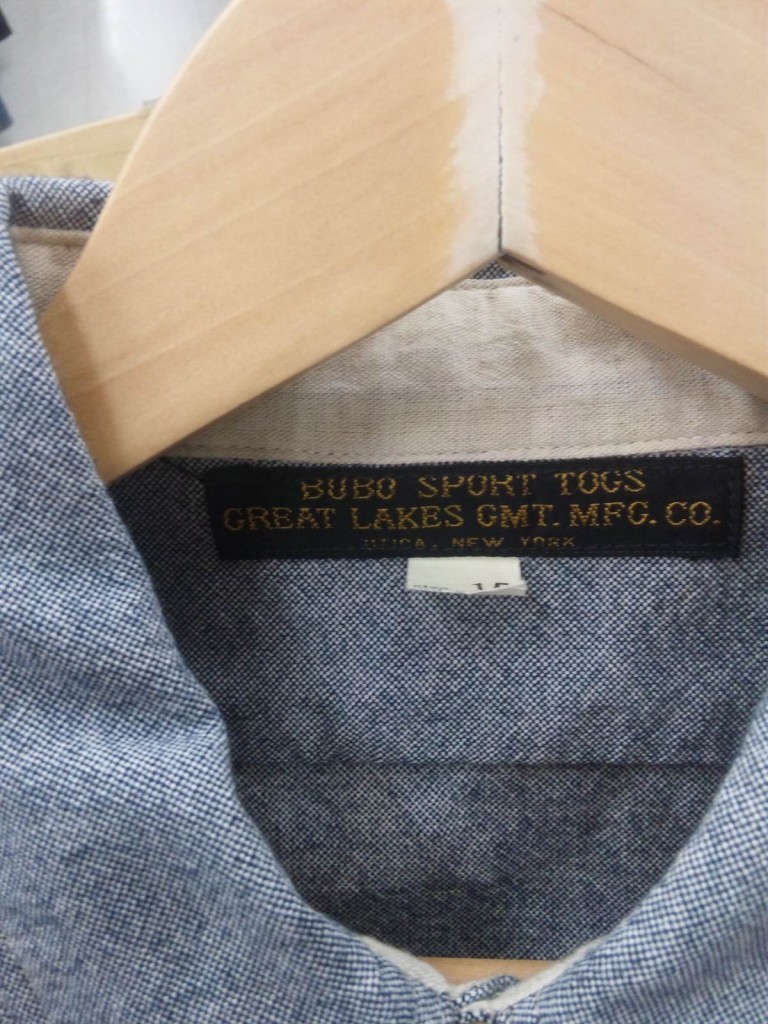 BUBO SPORT TOGS
GREAT LAKES GMT. MFG. CO.
UTICA, NEW YORK